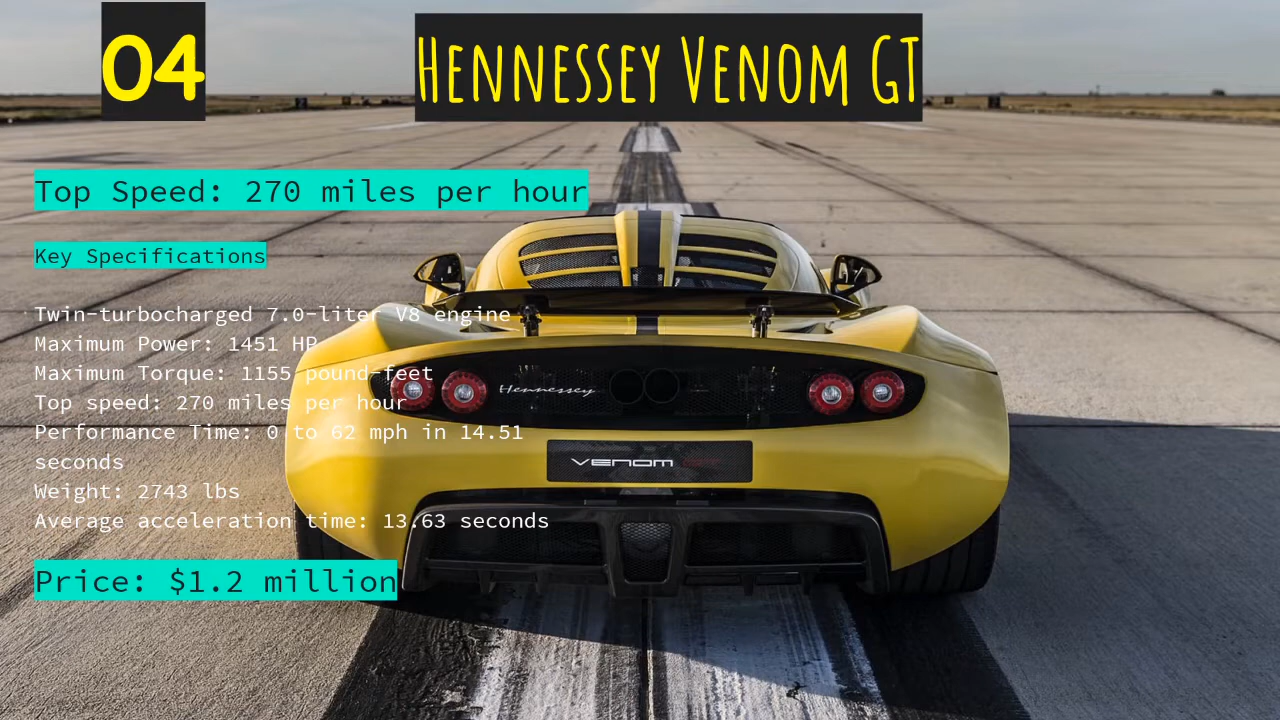 04
Hennessey Venom GT
Top Speed: 270 miles per hour
Key Specifications
Twin-turbocharged 7.0-liter V8 engine
Maximum Power: 1451 HP
Maximum Torque: 1155 pound-feet
Top speed: 270 miles per hour
Performance Time: 0 to 62 mph in 14.51
seconds
Weight: 2743 lbs
Average acceleration time: 13.63 seconds
Price: $1.2 million
Hennessey
VENOM GT